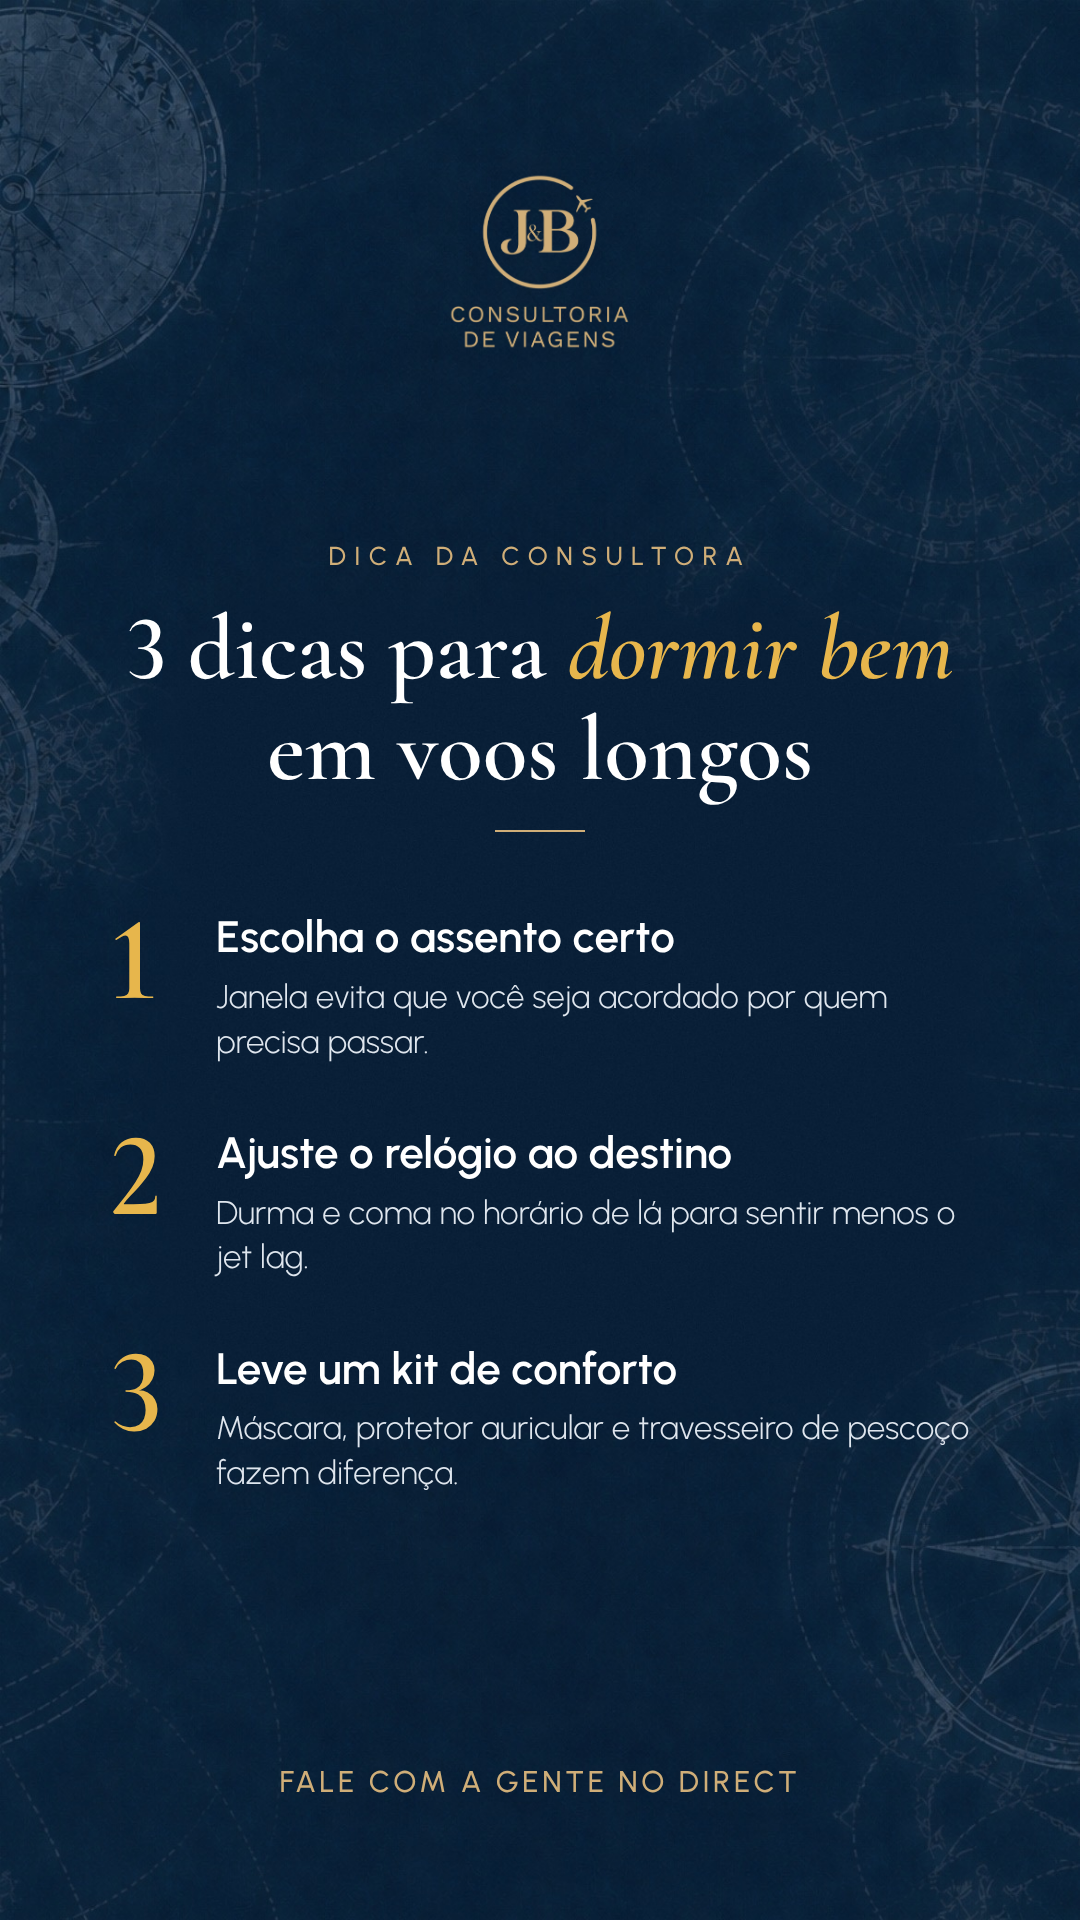 J&B
CONSULTORIA
DE VIAGENS
DICA DA CONSULTORA
3 dicas para dormir bem
em voos longos
1
Escolha o assento certo
Janela evita que você seja acordado por quem
precisa passar.
2
Ajuste o relógio ao destino
Durma e coma no horário de lá para sentir menos o
jet lag.
3
Leve um kit de conforto
Máscara, protetor auricular e travesseiro de pescoço
fazem diferença.
FALE COM A GENTE NO DIRECT